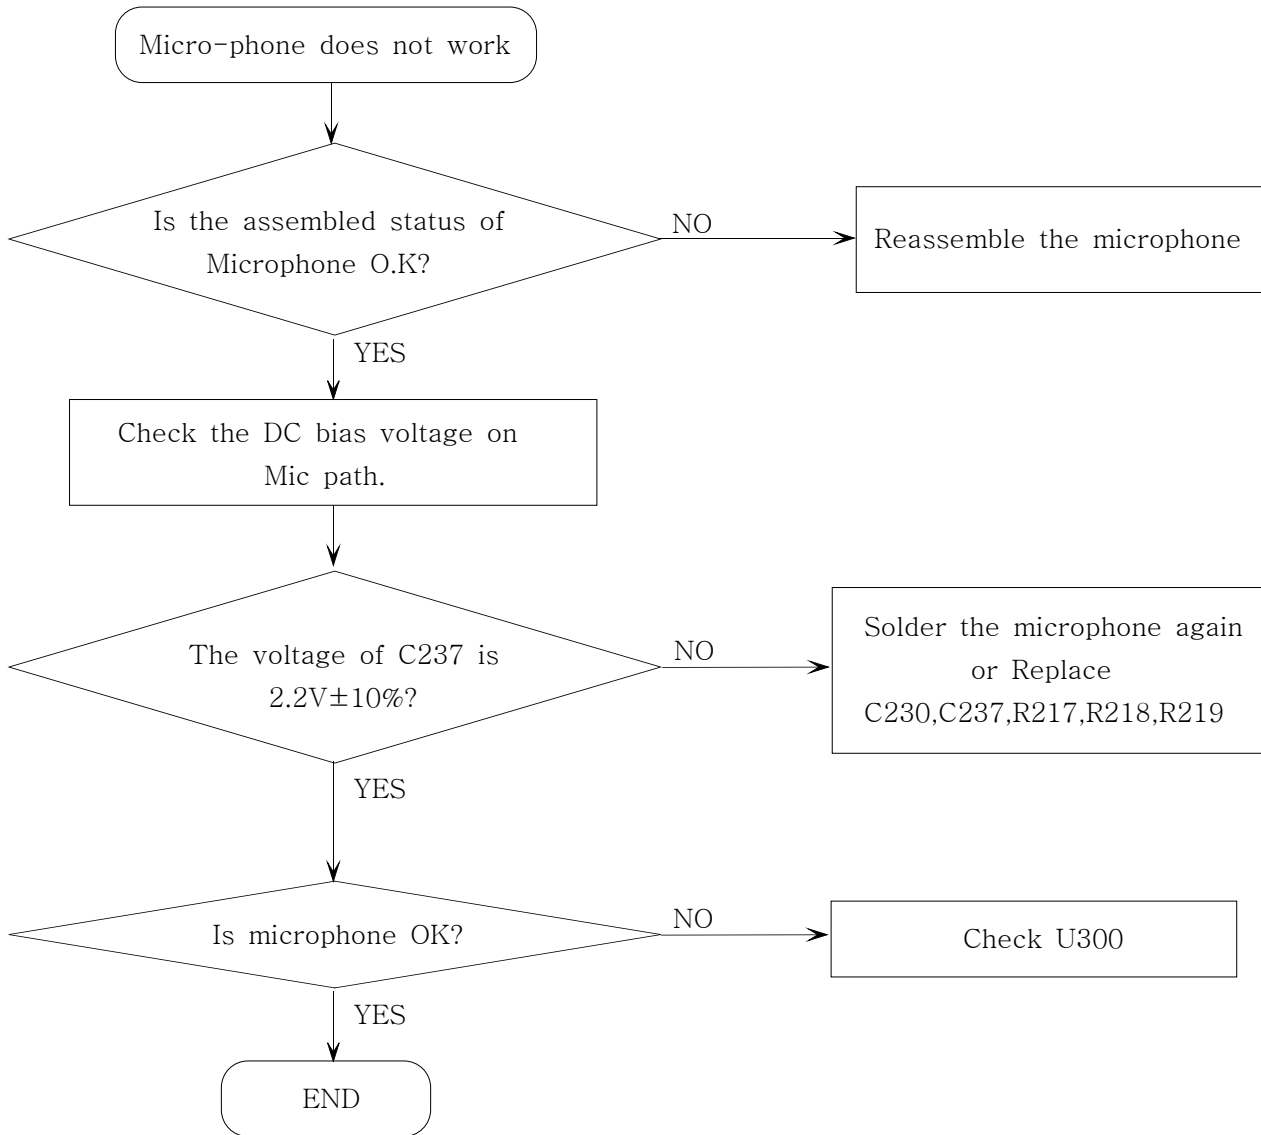 Micro-phone does not work
Is the assembled status of
Microphone O.K?
NO
Reassemble the microphone
YES
Check the DC bias voltage on
Mic path.
The voltage of C237 is
2.2V±10%?
NO
Solder the microphone again
or Replace
C230,C237,R217,R218,R219
YES
Is microphone OK?
NO
Check U300
YES
END